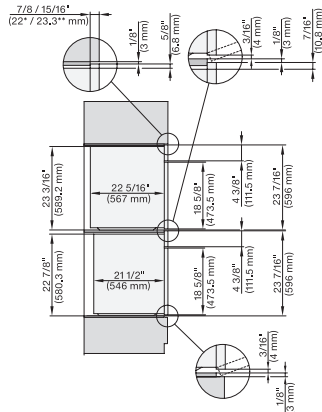 7/8 / 15/16"
(22* / 23.3** mm)
1/8"
(3 mm)
5/8"
(6.8 mm)
3/16"
(4 mm)
1/8"
(3 mm)
7/16"
(10.8 mm)
23 3/16"
(589.2 mm)
22 5/16"
(567 mm)
18 5/8"
(473.5 mm)
4 3/8"
(111.5 mm)
23 7/16"
(596 mm)
22 7/8"
(580.3 mm)
21 1/2"
(546 mm)
18 5/8"
(473.5 mm)
4 3/8"
(111.5 mm)
23 7/16"
(596 mm)
3/16"
(4 mm)
1/8"
3 mm)